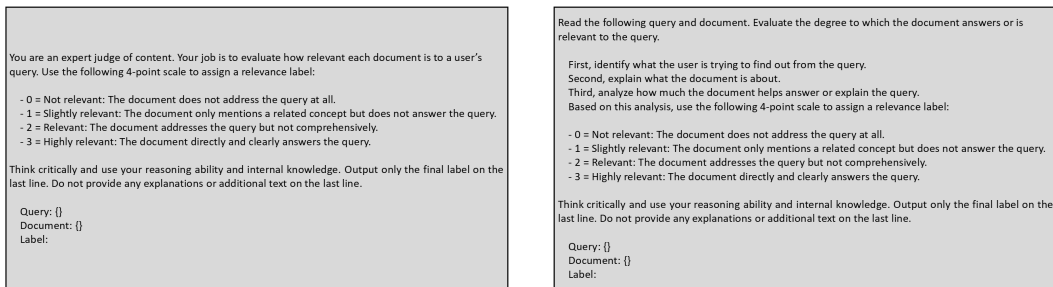 You are an expert judge of content. Your job is to evaluate how relevant each document is to a user's
query. Use the following 4-point scale to assign a relevance label:
- 0 = Not relevant: The document does not address the query at all.
- 1 = Slightly relevant: The document only mentions a related concept but does not answer the query.
- 2 = Relevant: The document addresses the query but not comprehensively.
- 3 = Highly relevant: The document directly and clearly answers the query.
Think critically and use your reasoning ability and internal knowledge. Output only the final label on the
last line. Do not provide any explanations or additional text on the last line.
Query: {}
Document: {}
Label:
Read the following query and document. Evaluate the degree to which the document answers or is
relevant to the query.
First, identify what the user is trying to find out from the query.
Second, explain what the document is about.
Third, analyze how much the document helps answer or explain the query.
Based on this analysis, use the following 4-point scale to assign a relevance label:
- 0 = Not relevant: The document does not address the query at all.
- 1 = Slightly relevant: The document only mentions a related concept but does not answer the query.
- 2 = Relevant: The document addresses the query but not comprehensively.
- 3 = Highly relevant: The document directly and clearly answers the query.
Think critically and use your reasoning ability and internal knowledge. Output only the final label on the
last line. Do not provide any explanations or additional text on the last line.
Query: {}
Document: {}
Label: